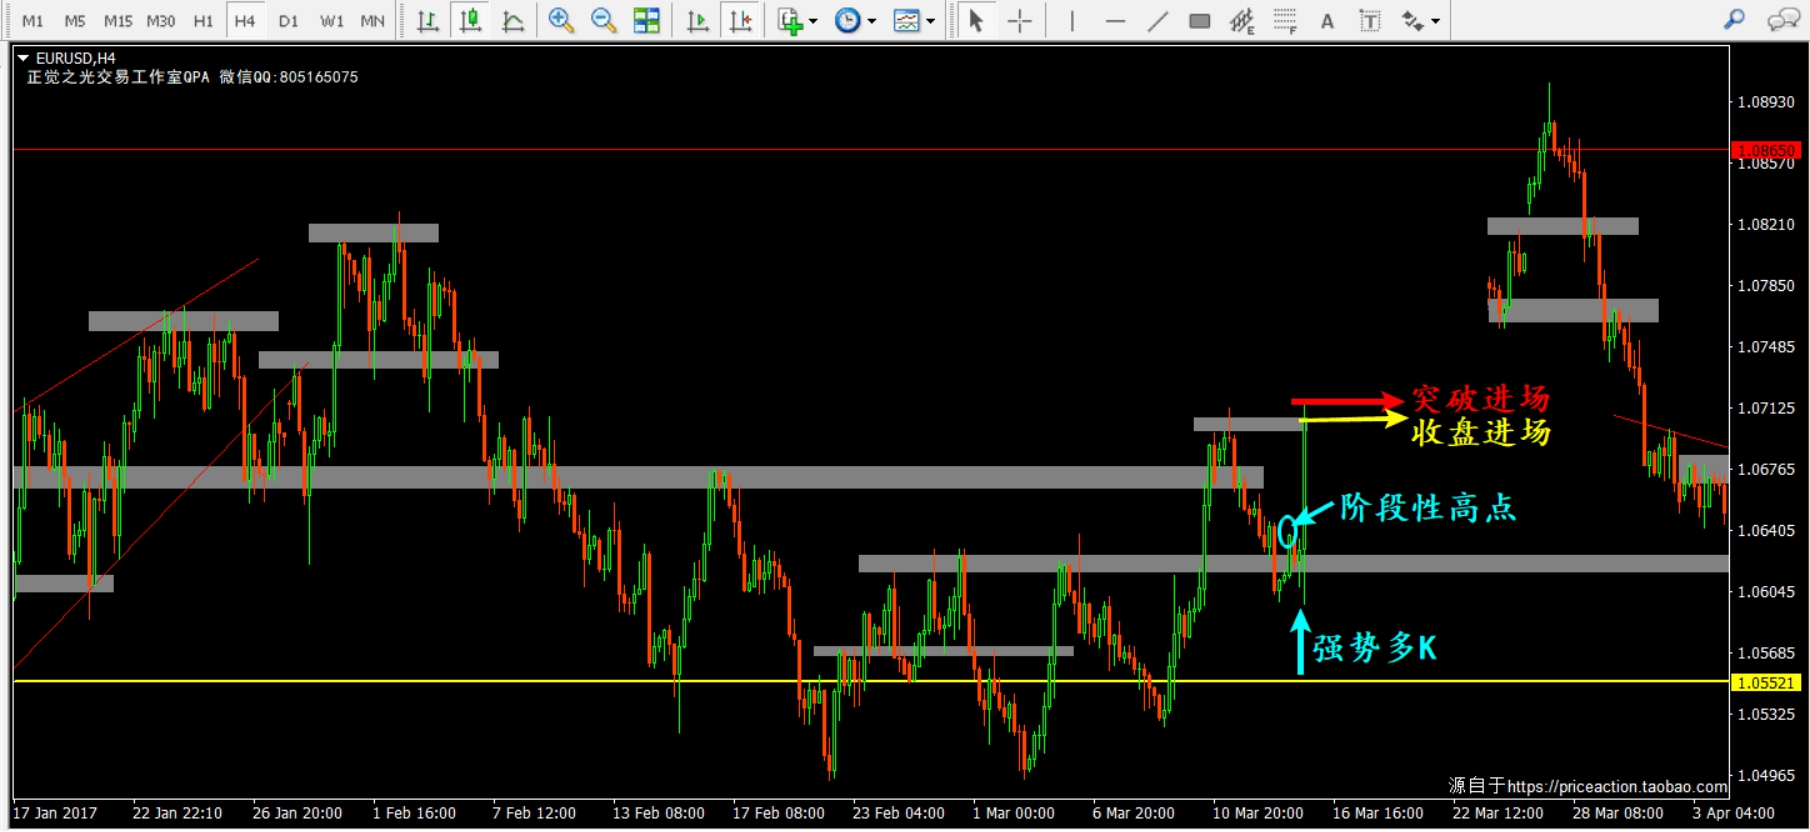 M1 M5 M15 M30 H1 H4 D1 W1 MN
E F A T
EURUSD,H4
正觉之光交易工作室QPA 微信QQ:805165075
1.08930
1.08650
1.08570
1.08210
1.07850
1.07485
突破进场
1.07125
收盘进场
1.06765
阶段性高点
1.06405
1.06045
强势多K
1.05685
1.05521
1.05325
1.04965
源自于https://priceaction.taobao.com
17 Jan 2017 22 Jan 22:10 26 Jan 20:00 1 Feb 16:00 7 Feb 12:00 13 Feb 08:00 17 Feb 08:00 23 Feb 04:00 1 Mar 00:00 6 Mar 20:00 10 Mar 20:00 16 Mar 16:00 22 Mar 12:00 28 Mar 08:00 3 Apr 04:00